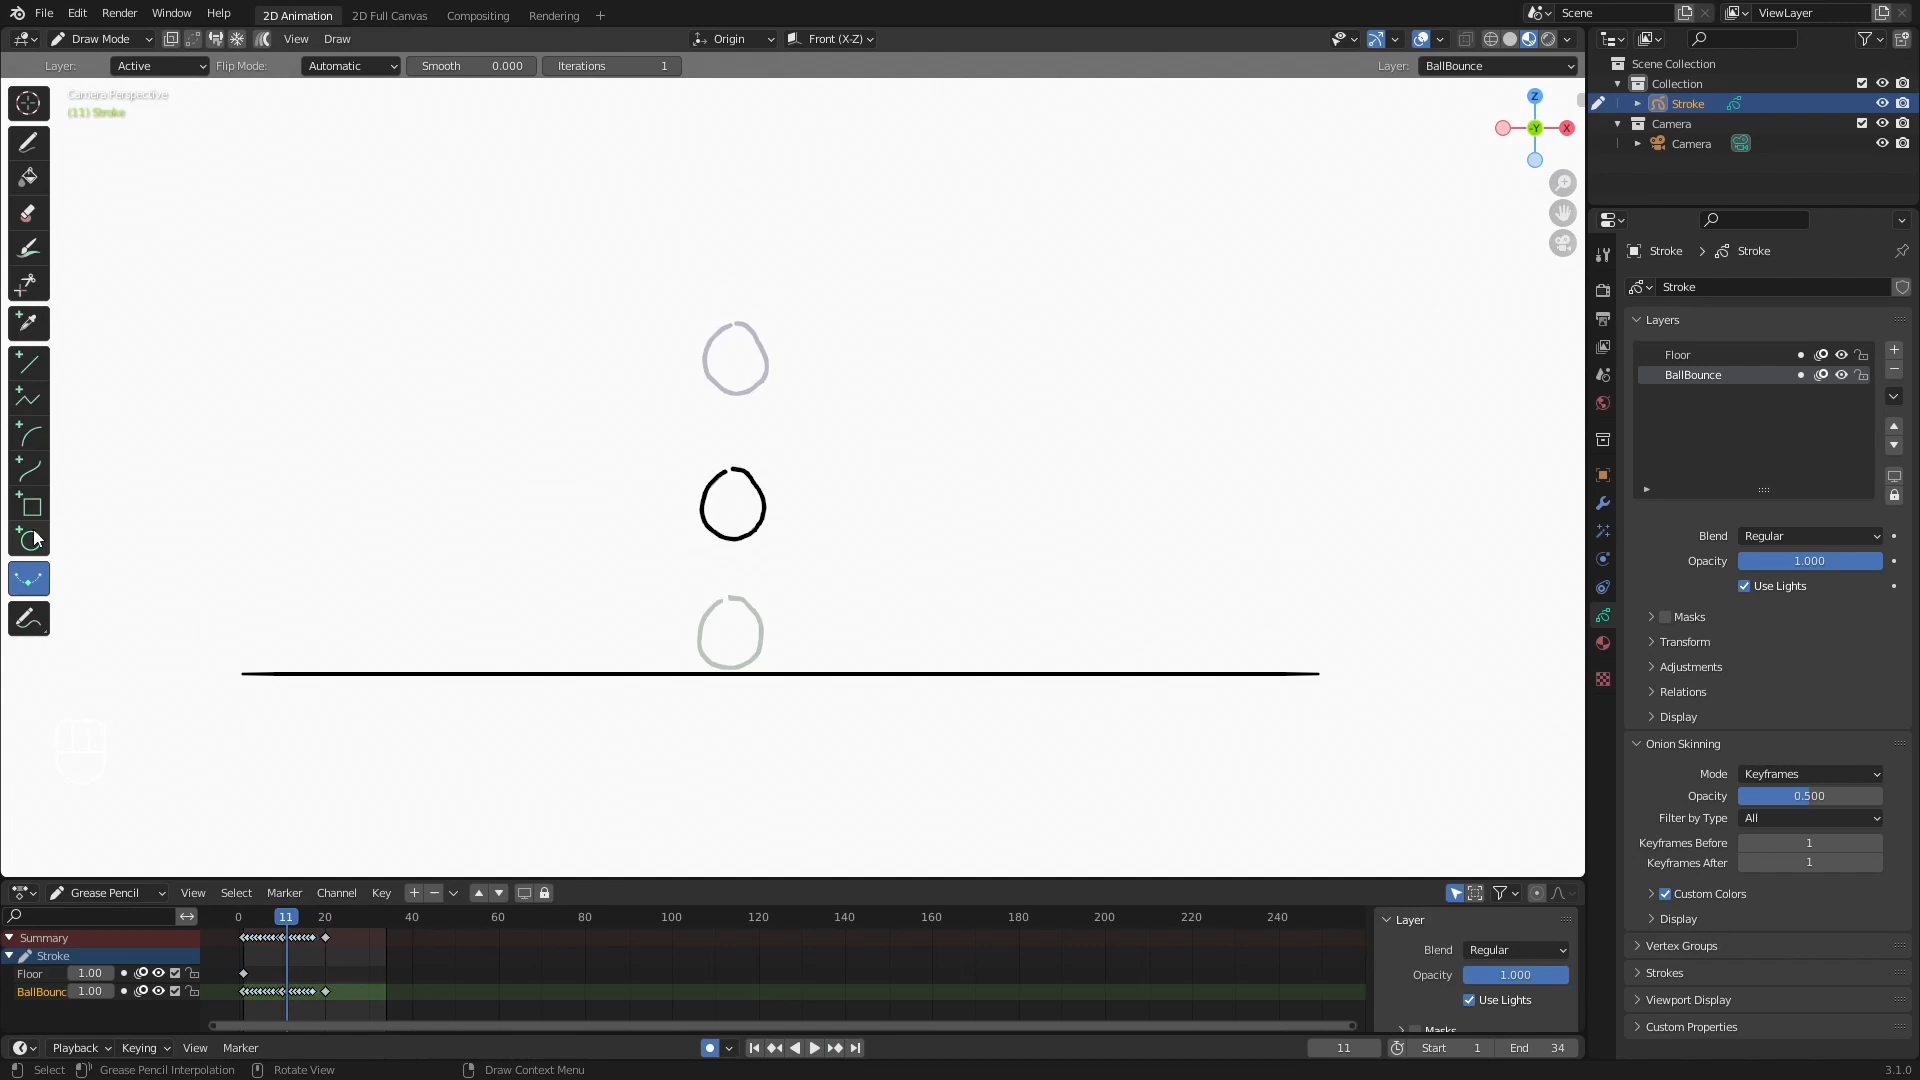 File Edit Render Window Help 2D Animation 2D Full Canvas Compositing Rendering + Scene ViewLayer
Draw Mode View Draw Origin Front (X-Z)
Layer: Active Flip Mode: Automatic Smooth 0.000 Iterations 1 Layer: BallBounce
Camera Perspective
(11) Stroke
Z
-Y X
Scene Collection
Collection
Stroke
Camera
Camera
Stroke > Stroke
Stroke
Layers
Floor
BallBounce
Blend Regular
Opacity 1.000
Use Lights
Masks
Transform
Adjustments
Relations
Display
Onion Skinning
Mode Keyframes
Opacity 0.500
Filter by Type All
Keyframes Before 1
Keyframes After 1
Custom Colors
Display
Vertex Groups
Strokes
Viewport Display
Custom Properties
Grease Pencil View Select Marker Channel Key
0 11 20 40 60 80 100 120 140 160 180 200 220 240
Summary
Stroke
Floor 1.00
BallBounc 1.00
Layer
Blend Regular
Opacity 1.000
Use Lights
Masks
Playback Keying View Marker 11 Start 1 End 34
Select Grease Pencil Interpolation Rotate View Draw Context Menu 3.1.0